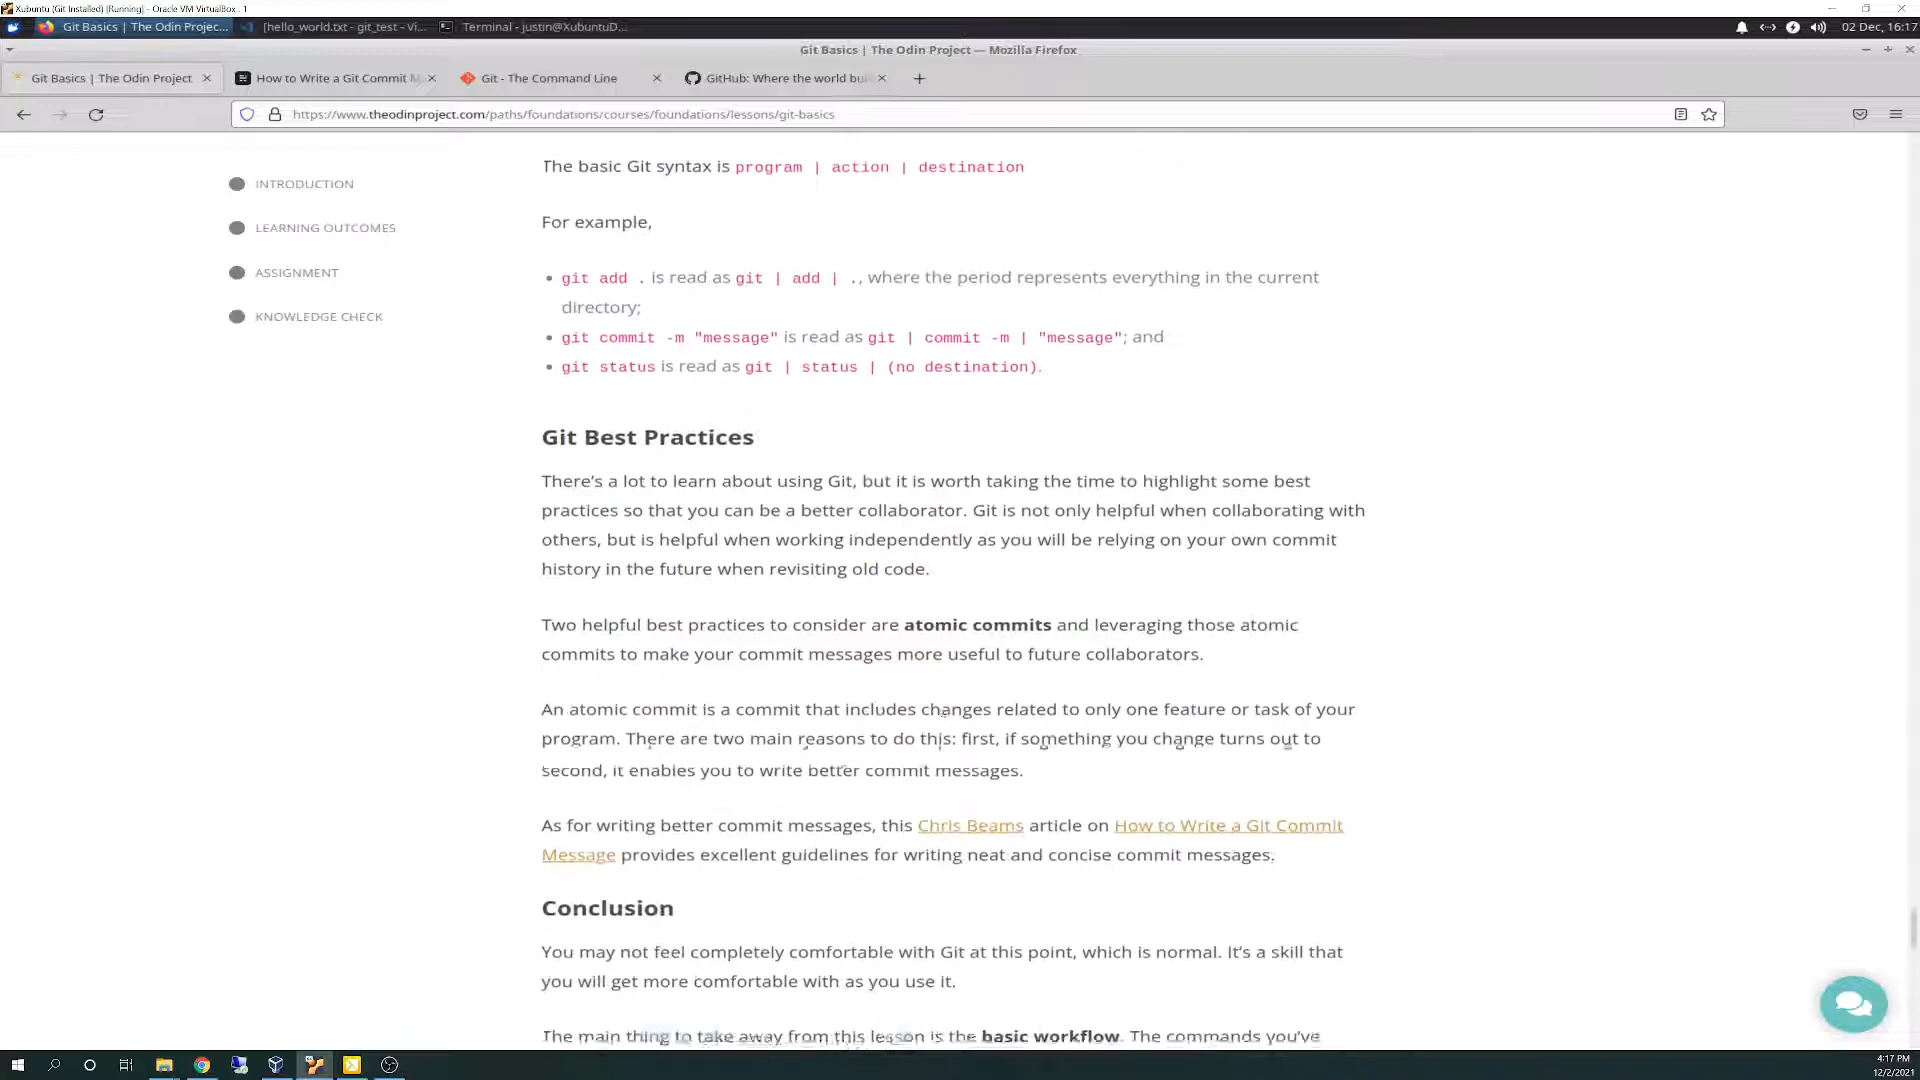 Xubuntu (Git Installed) [Running] - Oracle VM VirtualBox . 1
Git Basics | The Odin Projec...
[hello_world.txt - git_test - Vi...
Terminal - justin@XubuntuD...
02 Dec, 16:17
Git Basics | The Odin Project — Mozilla Firefox
Git Basics | The Odin Project
How to Write a Git Commit M
Git - The Command Line
GitHub: Where the world bu
https://www.theodinproject.com/paths/foundations/courses/foundations/lessons/git-basics
INTRODUCTION
LEARNING OUTCOMES
ASSIGNMENT
KNOWLEDGE CHECK
The basic Git syntax is program | action | destination
For example,
git add . is read as git | add | ., where the period represents everything in the current
directory;
git commit -m "message" is read as git | commit -m | "message"; and
git status is read as git | status | (no destination).
Git Best Practices
There's a lot to learn about using Git, but it is worth taking the time to highlight some best
practices so that you can be a better collaborator. Git is not only helpful when collaborating with
others, but is helpful when working independently as you will be relying on your own commit
history in the future when revisiting old code.
Two helpful best practices to consider are atomic commits and leveraging those atomic
commits to make your commit messages more useful to future collaborators.
An atomic commit is a commit that includes changes related to only one feature or task of your
program. There are two main reasons to do this: first, if something you change turns out to
second, it enables you to write better commit messages.
As for writing better commit messages, this Chris Beams article on How to Write a Git Commit
Message provides excellent guidelines for writing neat and concise commit messages.
Conclusion
You may not feel completely comfortable with Git at this point, which is normal. It's a skill that
you will get more comfortable with as you use it.
The main thing to take away from this lesson is the basic workflow. The commands you've
4:17 PM
12/2/2021